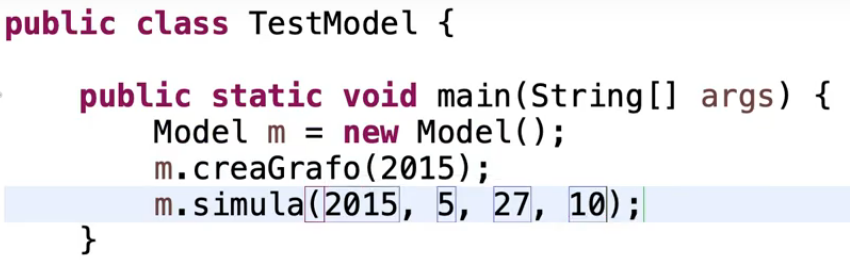 public class TestModel {
public static void main(String[] args) {
Model m = new Model();
m.creaGrafo(2015);
m.simula(2015, 5, 27, 10);
}